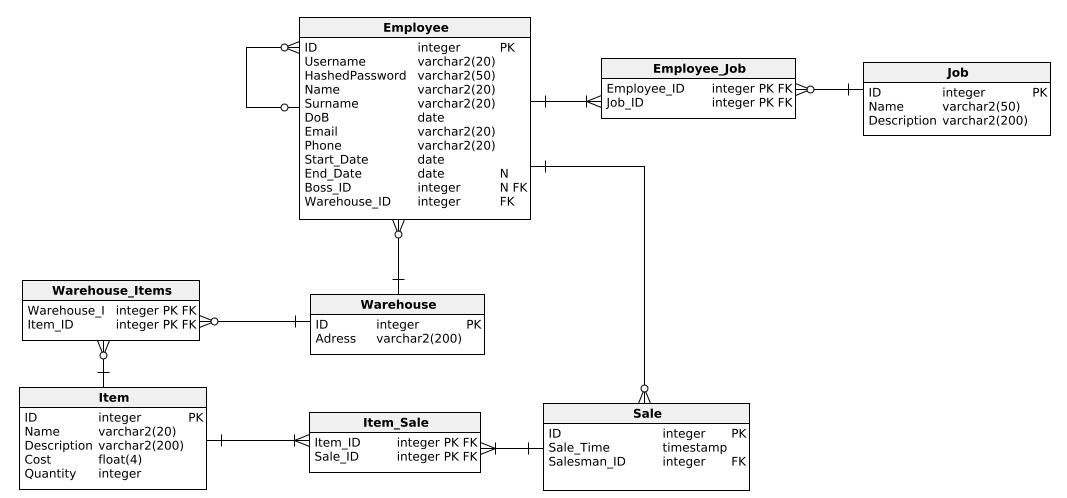 Employee
ID integer PK
Username varchar2(20)
HashedPassword varchar2(50)
Name varchar2(20)
Surname varchar2(20)
DoB date
Email varchar2(20)
Phone varchar2(20)
Start_Date date
End_Date date N
Boss_ID integer N FK
Warehouse_ID integer FK
Employee_Job
Employee_ID integer PK FK
Job_ID integer PK FK
Job
ID integer PK
Name varchar2(50)
Description varchar2(200)
Warehouse_Items
Warehouse_I integer PK FK
Item_ID integer PK FK
Warehouse
ID integer PK
Adress varchar2(200)
Item
ID integer PK
Name varchar2(20)
Description varchar2(200)
Cost float(4)
Quantity integer
Item_Sale
Item_ID integer PK FK
Sale_ID integer PK FK
Sale
ID integer PK
Sale_Time timestamp
Salesman_ID integer FK